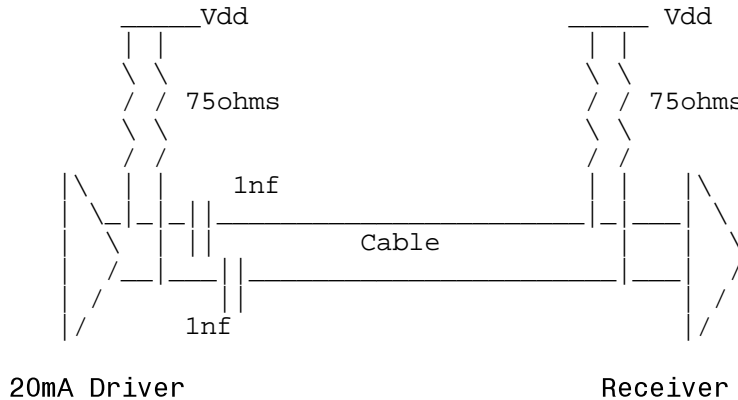 Vdd Vdd
75ohms 75ohms
1nf
Cable
1nf
20mA Driver Receiver